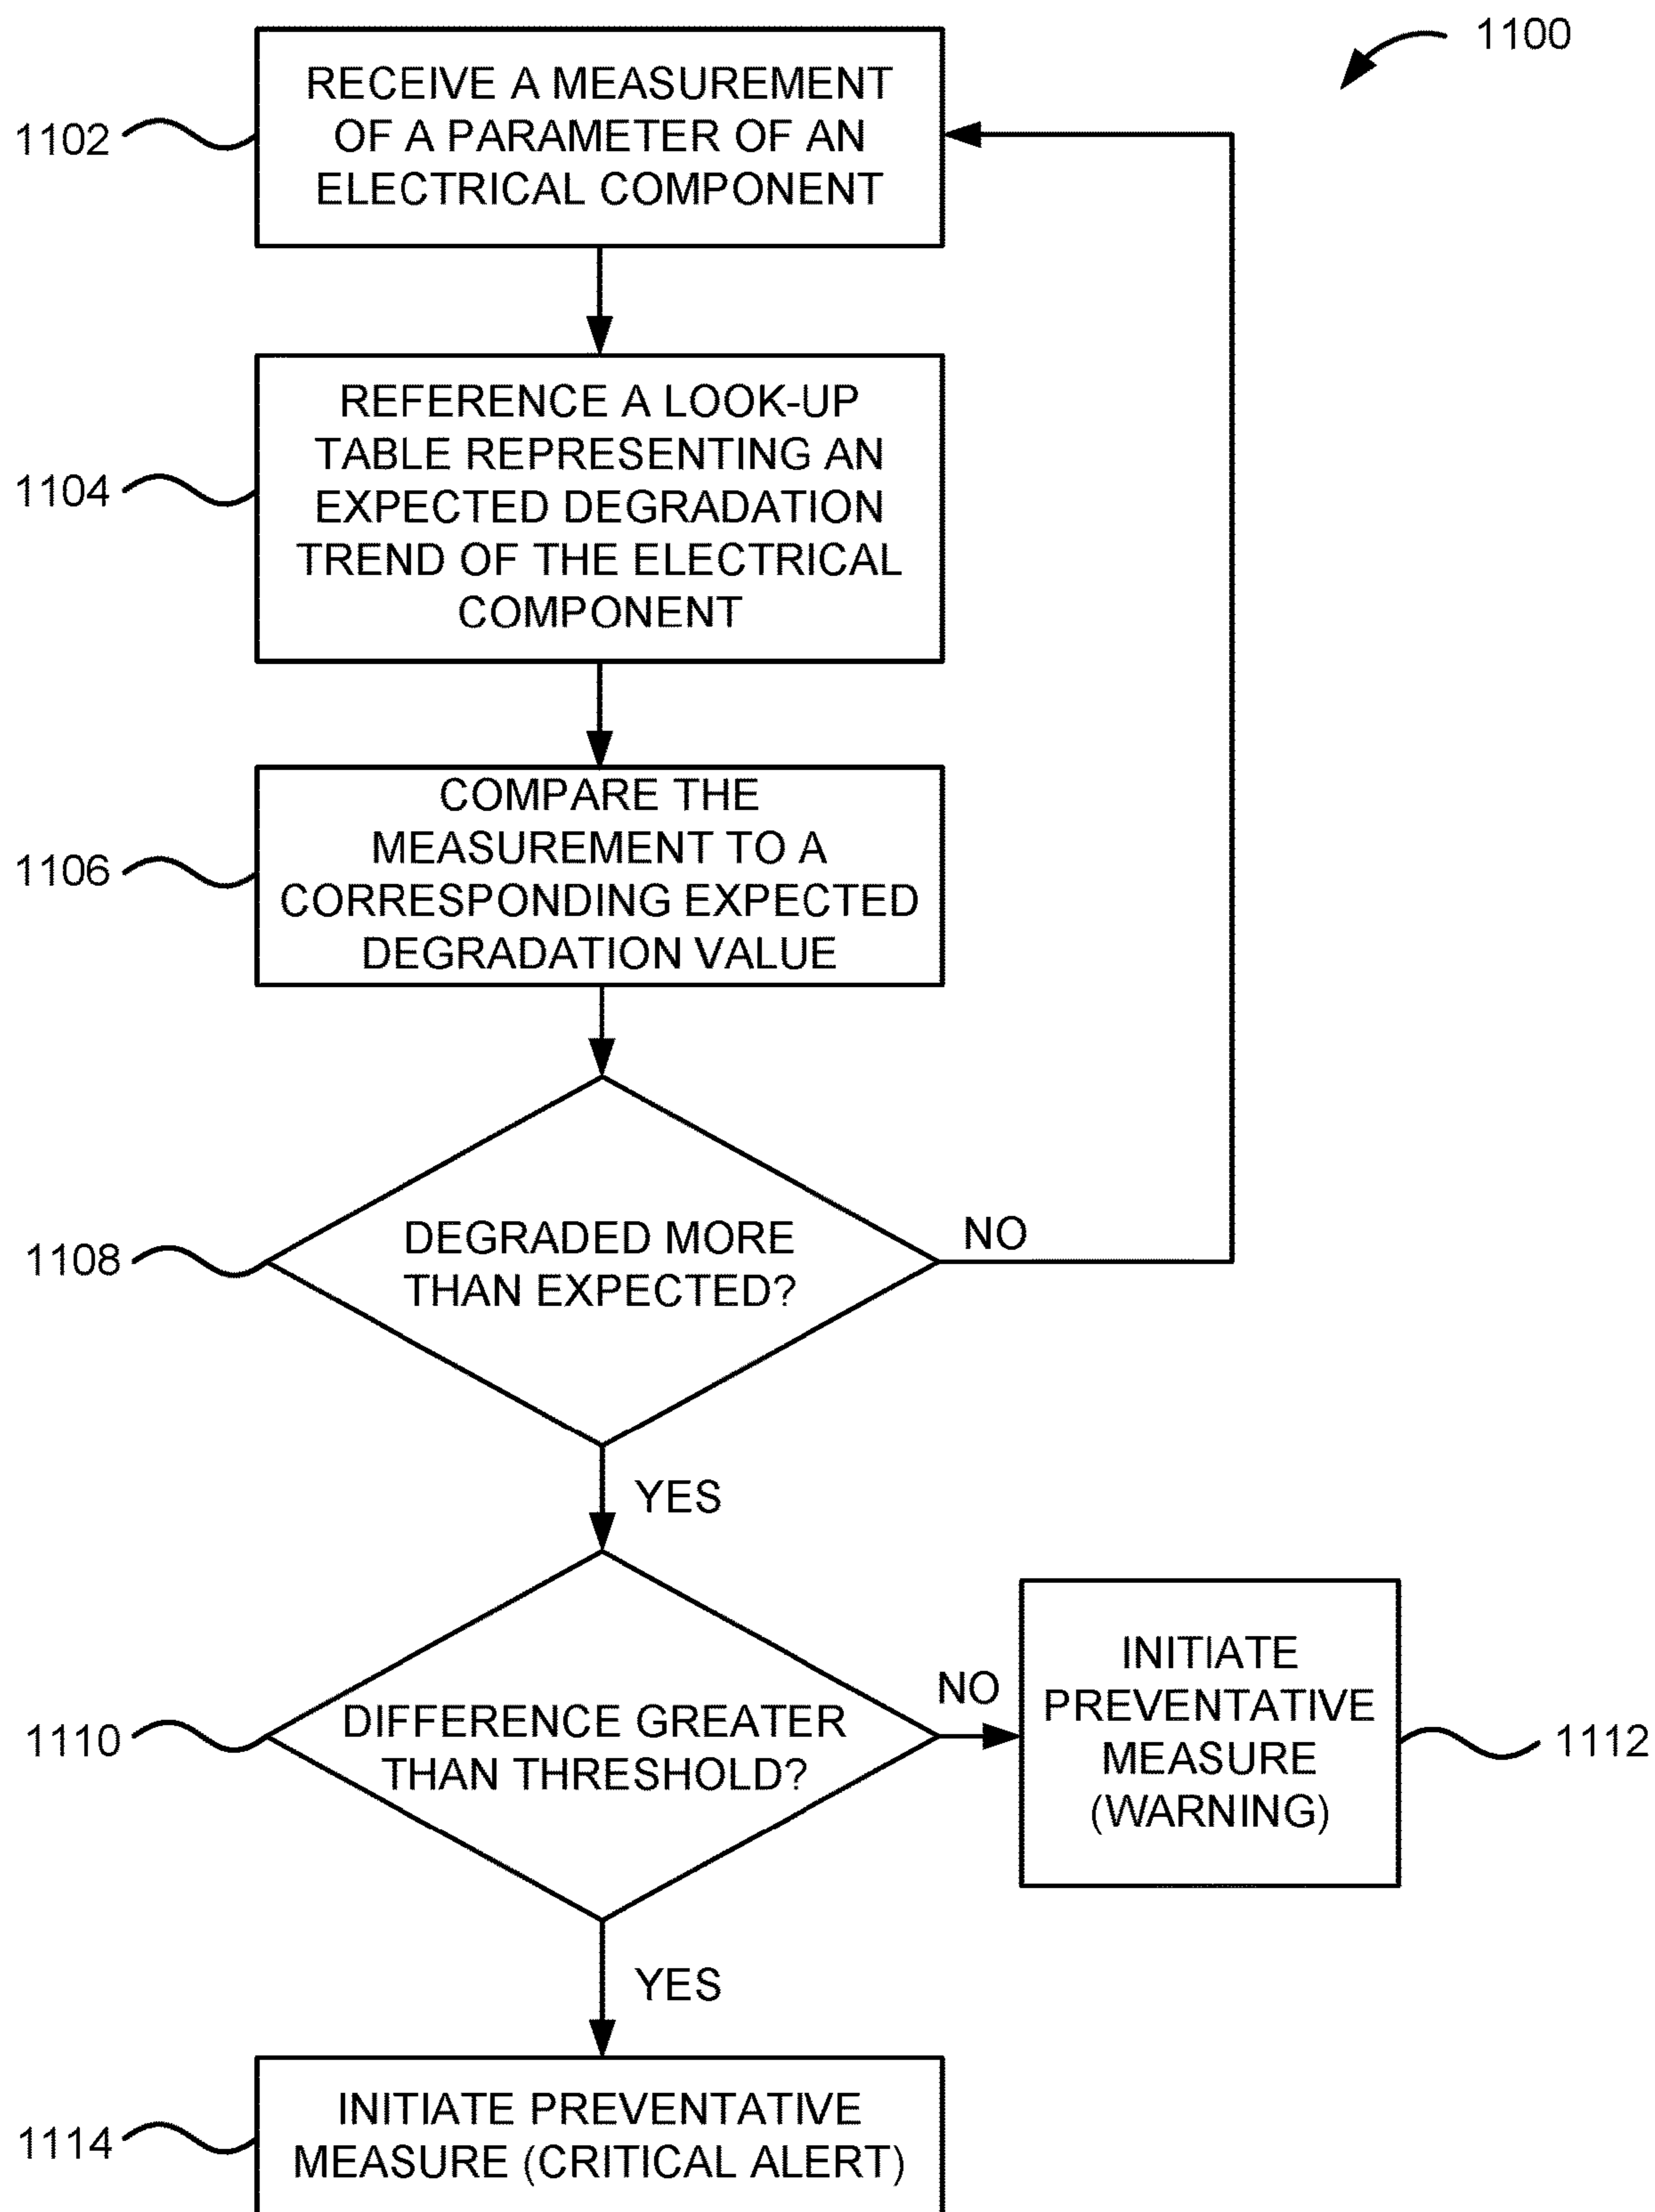 1100
RECEIVE A MEASUREMENT
OF A PARAMETER OF AN
ELECTRICAL COMPONENT
1102
REFERENCE A LOOK-UP
TABLE REPRESENTING AN
EXPECTED DEGRADATION
TREND OF THE ELECTRICAL
COMPONENT
1104
COMPARE THE
MEASUREMENT TO A
CORRESPONDING EXPECTED
DEGRADATION VALUE
1106
DEGRADED MORE
THAN EXPECTED?
1108
NO
YES
DIFFERENCE GREATER
THAN THRESHOLD?
1110
NO
INITIATE
PREVENTATIVE
MEASURE
(WARNING)
1112
YES
INITIATE PREVENTATIVE
MEASURE (CRITICAL ALERT)
1114